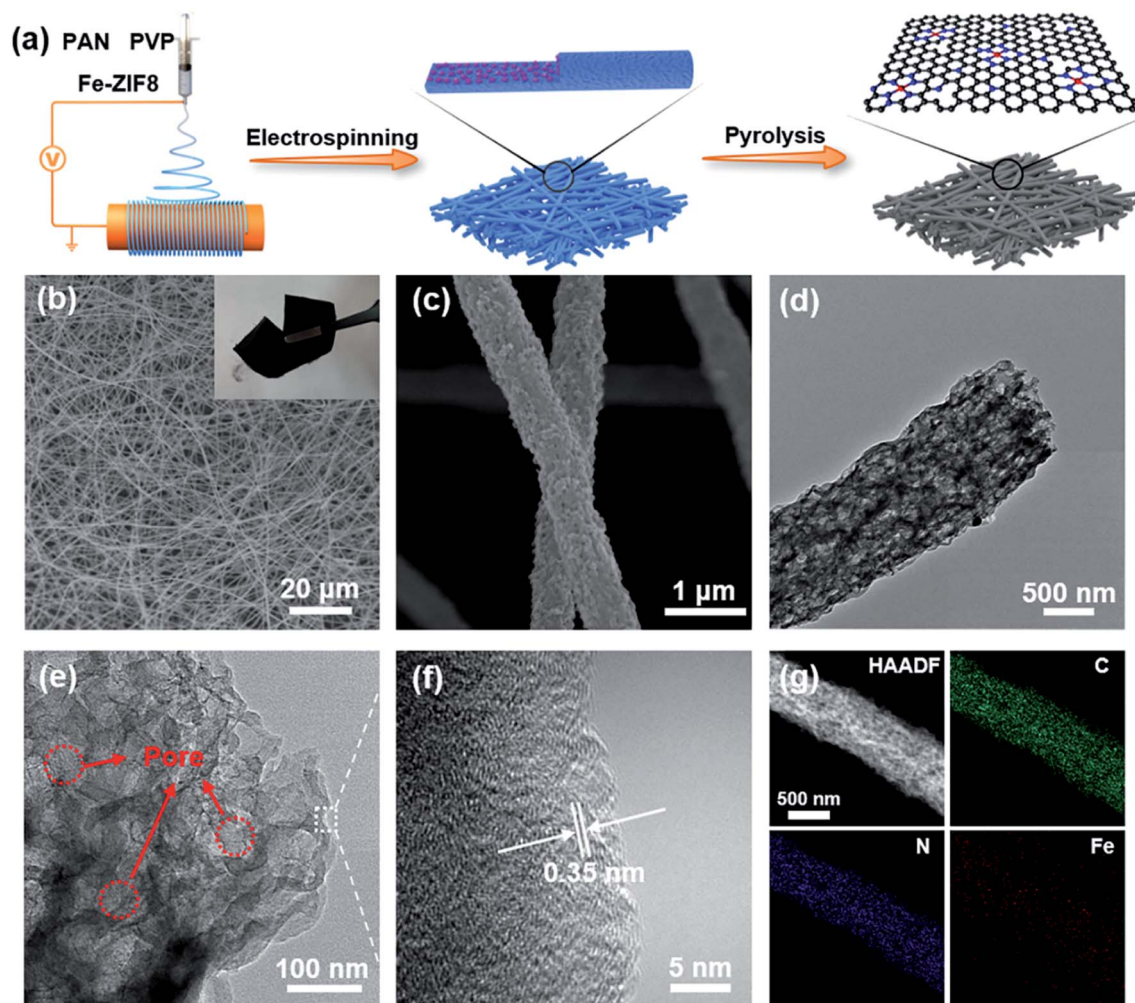 (a)
PAN PVP
Fe-ZIF8
V
Electrospinning
Pyrolysis
(b)
20 µm
(c)
1 µm
(d)
500 nm
(e)
Pore
100 nm
(f)
0.35 nm
5 nm
(g)
HAADF
500 nm
C
N
Fe